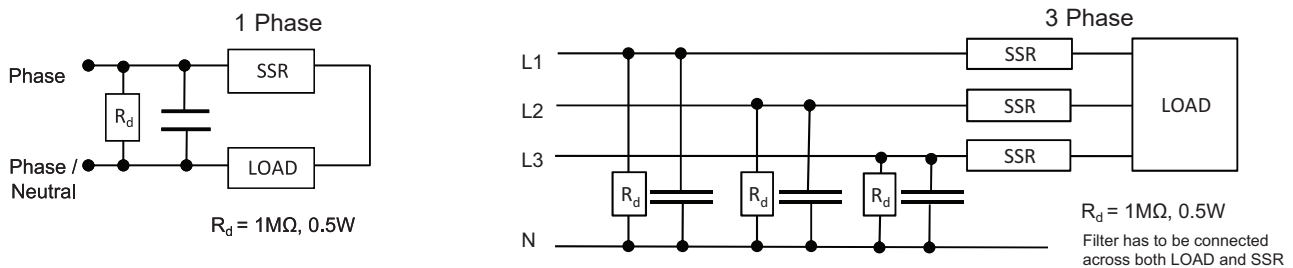 1 Phase
Phase
SSR
R_d
Phase /
Neutral
LOAD
R_d = 1MΩ, 0.5W
3 Phase
L1
SSR
L2
SSR
LOAD
L3
SSR
R_d
R_d
R_d
N
R_d = 1MΩ, 0.5W
Filter has to be connected
across both LOAD and SSR